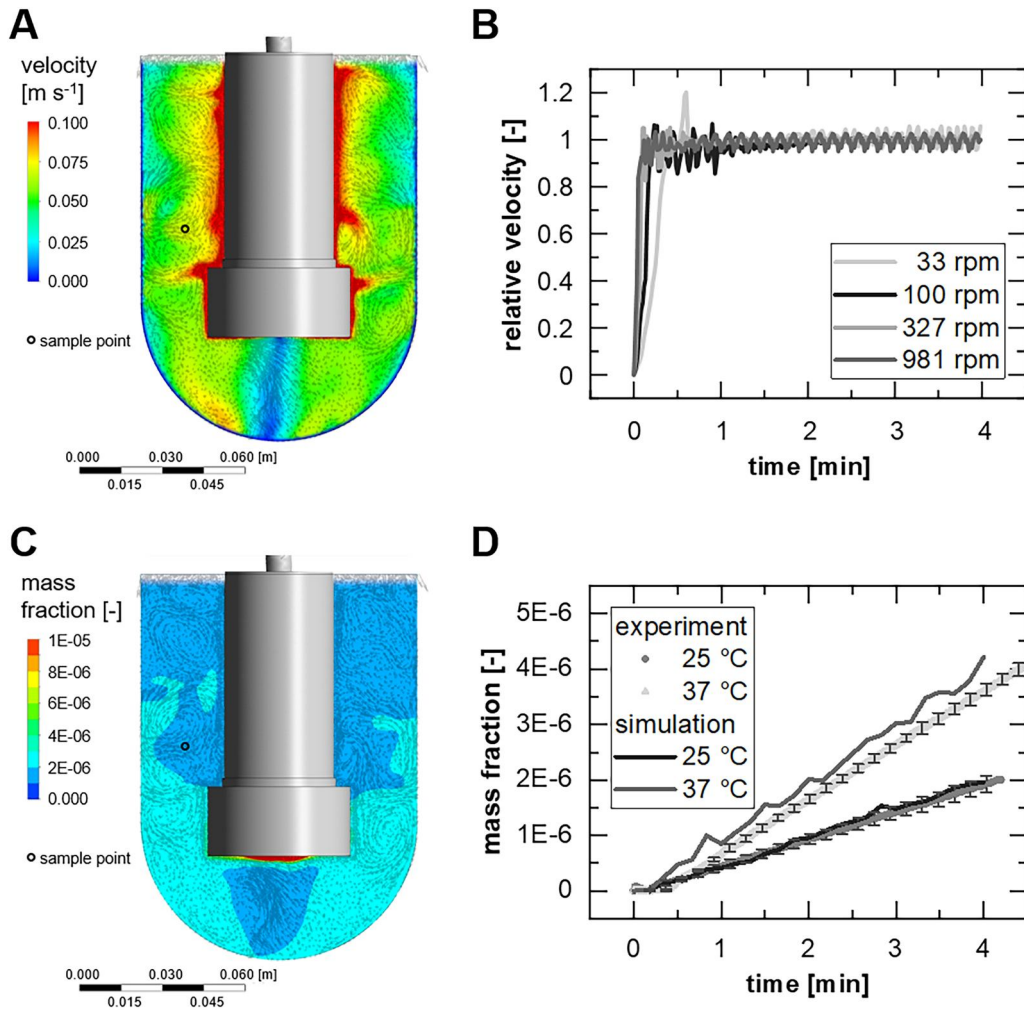 A
velocity
[m s⁻¹]
0.100
0.075
0.050
0.025
0.000
sample point
0.000 0.030 0.060 [m]
0.015 0.045
B
relative velocity [-]
1.2
1
0.8
0.6
0.4
0.2
0
33 rpm
100 rpm
327 rpm
981 rpm
0 1 2 3 4
time [min]
C
mass
fraction [-]
1E-05
8E-06
6E-06
4E-06
2E-06
0.000
sample point
0.000 0.030 0.060 [m]
0.015 0.045
D
mass fraction [-]
5E-6
4E-6
3E-6
2E-6
1E-6
0
experiment
25 °C
37 °C
simulation
25 °C
37 °C
0 1 2 3 4
time [min]